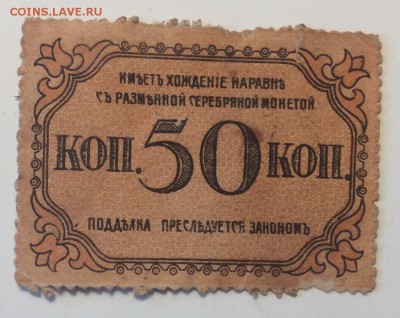 COINS.LAVE.RU
ИМѢЕТЪ ХОЖДЕНІЕ НАРАВНѢ
СЪ РАЗМѢННОЙ СЕРЕБРЯНОЙ МОНЕТОЙ
КОП. 50 КОП.
ПОДДѢЛКА ПРЕСЛѢДУЕТСЯ ЗАКОНОМЪ